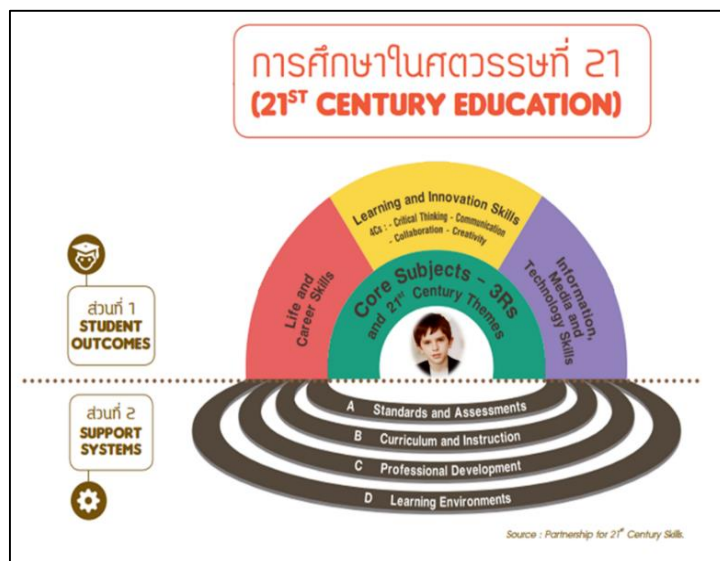 การศึกษาในศตวรรษที่ 21
(21ST CENTURY EDUCATION)
Learning and Innovation Skills
4Cs : - Critical Thinking - Communication
- Collaboration - Creativity
Life and
Career Skills
Core Subjects - 3Rs
and 21st Century Themes
Information,
Media and
Technology Skills
ส่วนที่ 1
STUDENT
OUTCOMES
ส่วนที่ 2
SUPPORT
SYSTEMS
A Standards and Assessments
B Curriculum and Instruction
C Professional Development
D Learning Environments
Source : Partnership for 21st Century Skills.